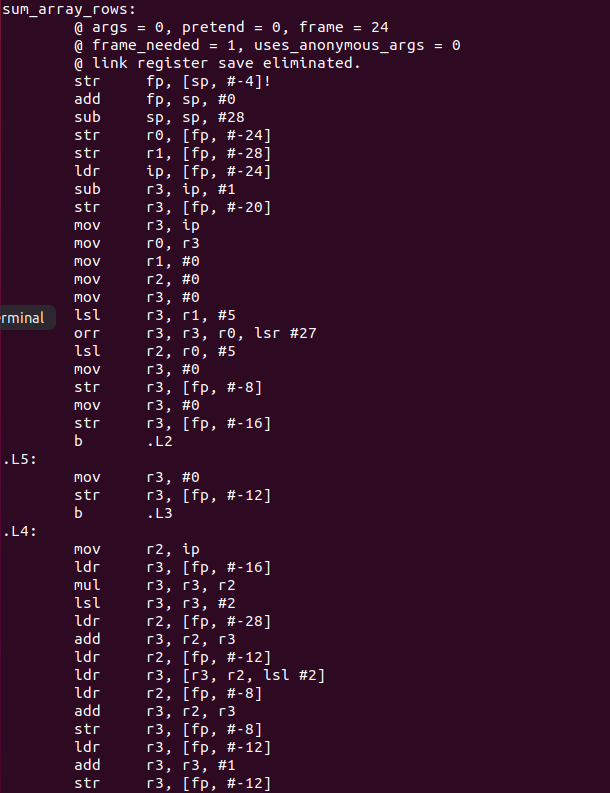 sum_array_rows:
@ args = 0, pretend = 0, frame = 24
@ frame_needed = 1, uses_anonymous_args = 0
@ link register save eliminated.
str fp, [sp, #-4]!
add fp, sp, #0
sub sp, sp, #28
str r0, [fp, #-24]
str r1, [fp, #-28]
ldr ip, [fp, #-24]
sub r3, ip, #1
str r3, [fp, #-20]
mov r3, ip
mov r0, r3
mov r1, #0
mov r2, #0
mov r3, #0
lsl r3, r1, #5
rminal
orr r3, r3, r0, lsr #27
lsl r2, r0, #5
mov r3, #0
str r3, [fp, #-8]
mov r3, #0
str r3, [fp, #-16]
b .L2
.L5:
mov r3, #0
str r3, [fp, #-12]
b .L3
.L4:
mov r2, ip
ldr r3, [fp, #-16]
mul r3, r3, r2
lsl r3, r3, #2
ldr r2, [fp, #-28]
add r3, r2, r3
ldr r2, [fp, #-12]
ldr r3, [r3, r2, lsl #2]
ldr r2, [fp, #-8]
add r3, r2, r3
str r3, [fp, #-8]
ldr r3, [fp, #-12]
add r3, r3, #1
str r3, [fp, #-12]